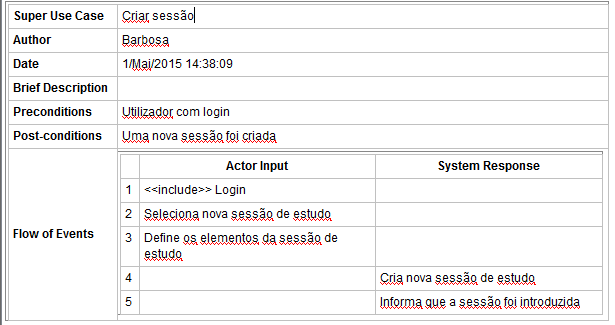 Super Use Case Criar sessão
Author Barbosa
Date 1/Mai/2015 14:38:09
Brief Description
Preconditions Utilizador com login
Post-conditions Uma nova sessão foi criada
Flow of Events
Actor Input System Response
1 <<include>> Login
2 Seleciona nova sessão de estudo
3 Define os elementos da sessão de
estudo
4 Cria nova sessão de estudo
5 Informa que a sessão foi introduzida